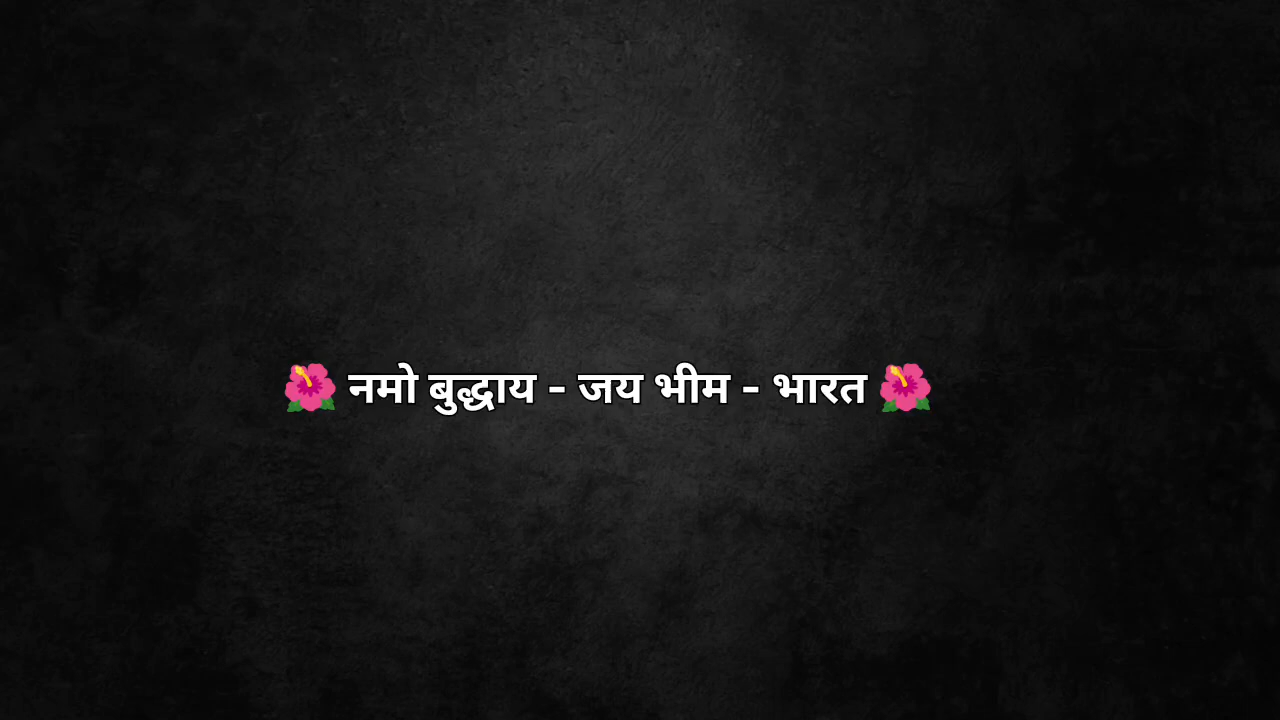 🌺 नमो बुद्धाय - जय भीम - भारत 🌺